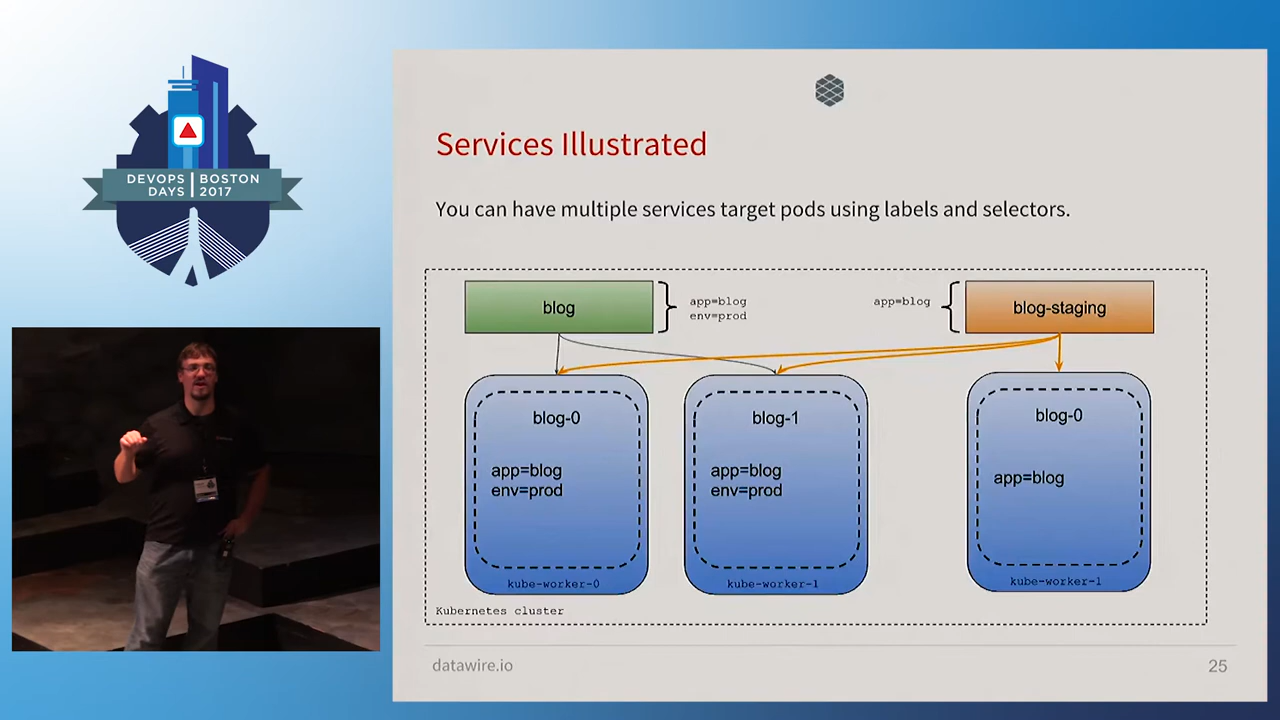 DEVOPS DAYS
BOSTON 2017
Services Illustrated
You can have multiple services target pods using labels and selectors.
blog
app=blog
env=prod
app=blog
blog-staging
blog-0
app=blog
env=prod
kube-worker-0
blog-1
app=blog
env=prod
kube-worker-1
blog-0
app=blog
kube-worker-1
Kubernetes cluster
datawire.io
25